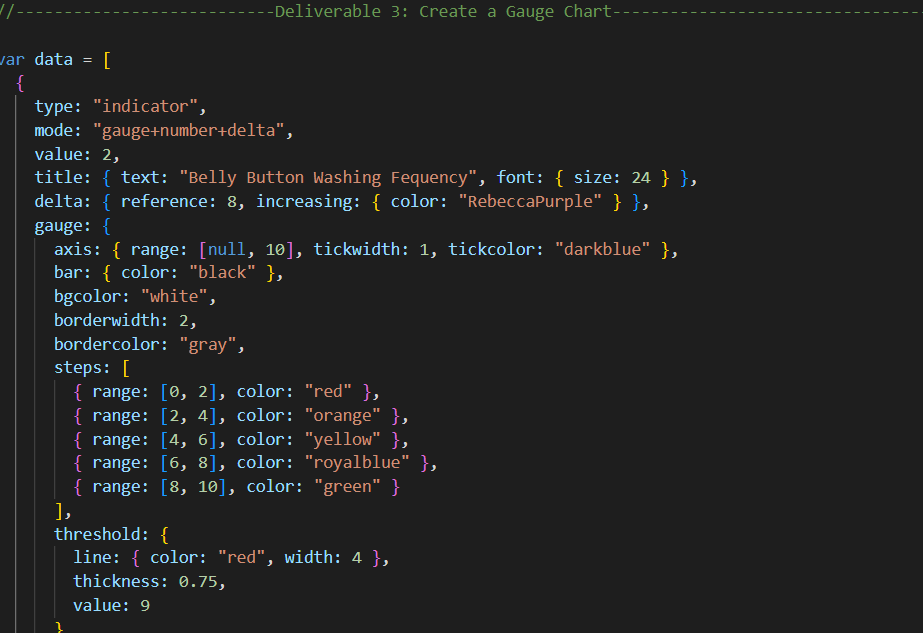 //---------------------------Deliverable 3: Create a Gauge Chart--------------------------------
var data = [
{
type: "indicator",
mode: "gauge+number+delta",
value: 2,
title: { text: "Belly Button Washing Fequency", font: { size: 24 } },
delta: { reference: 8, increasing: { color: "RebeccaPurple" } },
gauge: {
axis: { range: [null, 10], tickwidth: 1, tickcolor: "darkblue" },
bar: { color: "black" },
bgcolor: "white",
borderwidth: 2,
bordercolor: "gray",
steps: [
{ range: [0, 2], color: "red" },
{ range: [2, 4], color: "orange" },
{ range: [4, 6], color: "yellow" },
{ range: [6, 8], color: "royalblue" },
{ range: [8, 10], color: "green" }
],
threshold: {
line: { color: "red", width: 4 },
thickness: 0.75,
value: 9
}